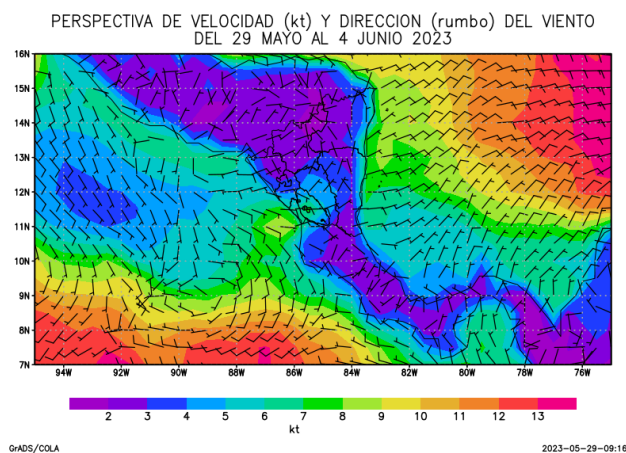 PERSPECTIVA DE VELOCIDAD (kt) Y DIRECCION (rumbo) DEL VIENTO
DEL 29 MAYO AL 4 JUNIO 2023
16N
15N
14N
13N
12N
11N
10N
9N
8N
7N
94W 92W 90W 88W 86W 84W 82W 80W 78W 76W
2 3 4 5 6 7 8 9 10 11 12 13
kt
GrADS/COLA 2023-05-29-09:16